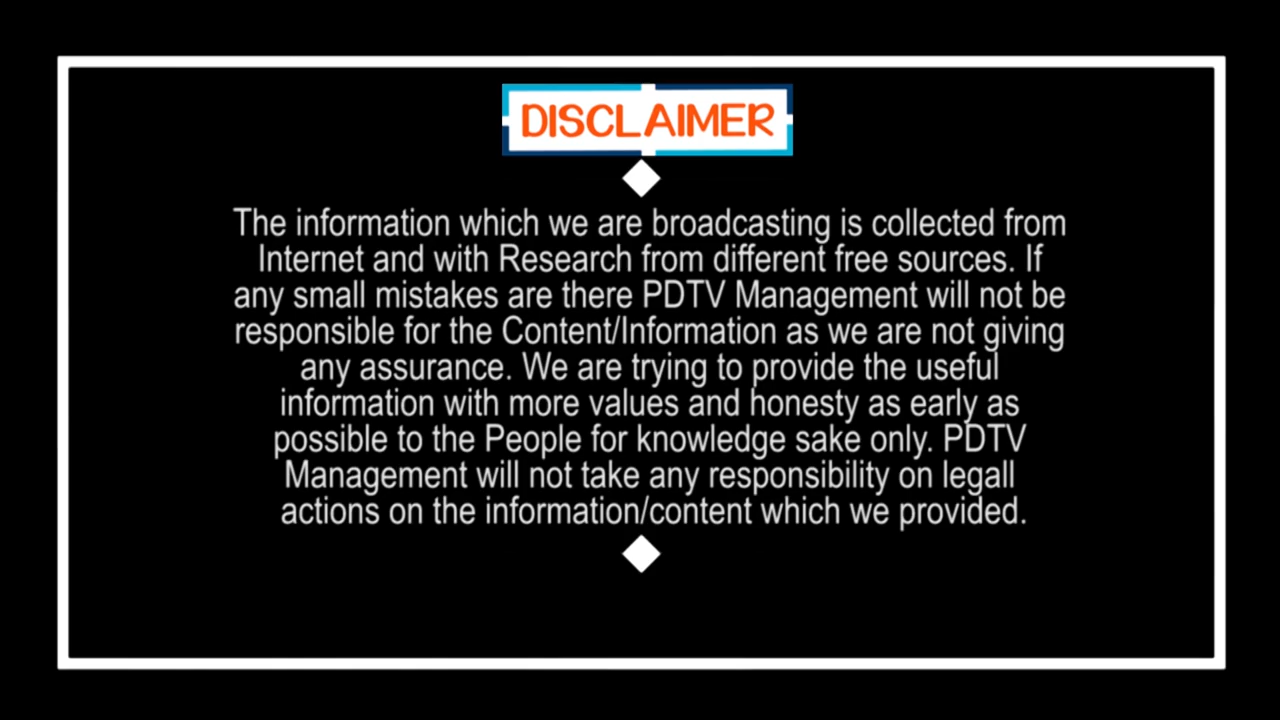 DISCLAIMER
The information which we are broadcasting is collected from
Internet and with Research from different free sources. If
any small mistakes are there PDTV Management will not be
responsible for the Content/Information as we are not giving
any assurance. We are trying to provide the useful
information with more values and honesty as early as
possible to the People for knowledge sake only. PDTV
Management will not take any responsibility on legall
actions on the information/content which we provided.